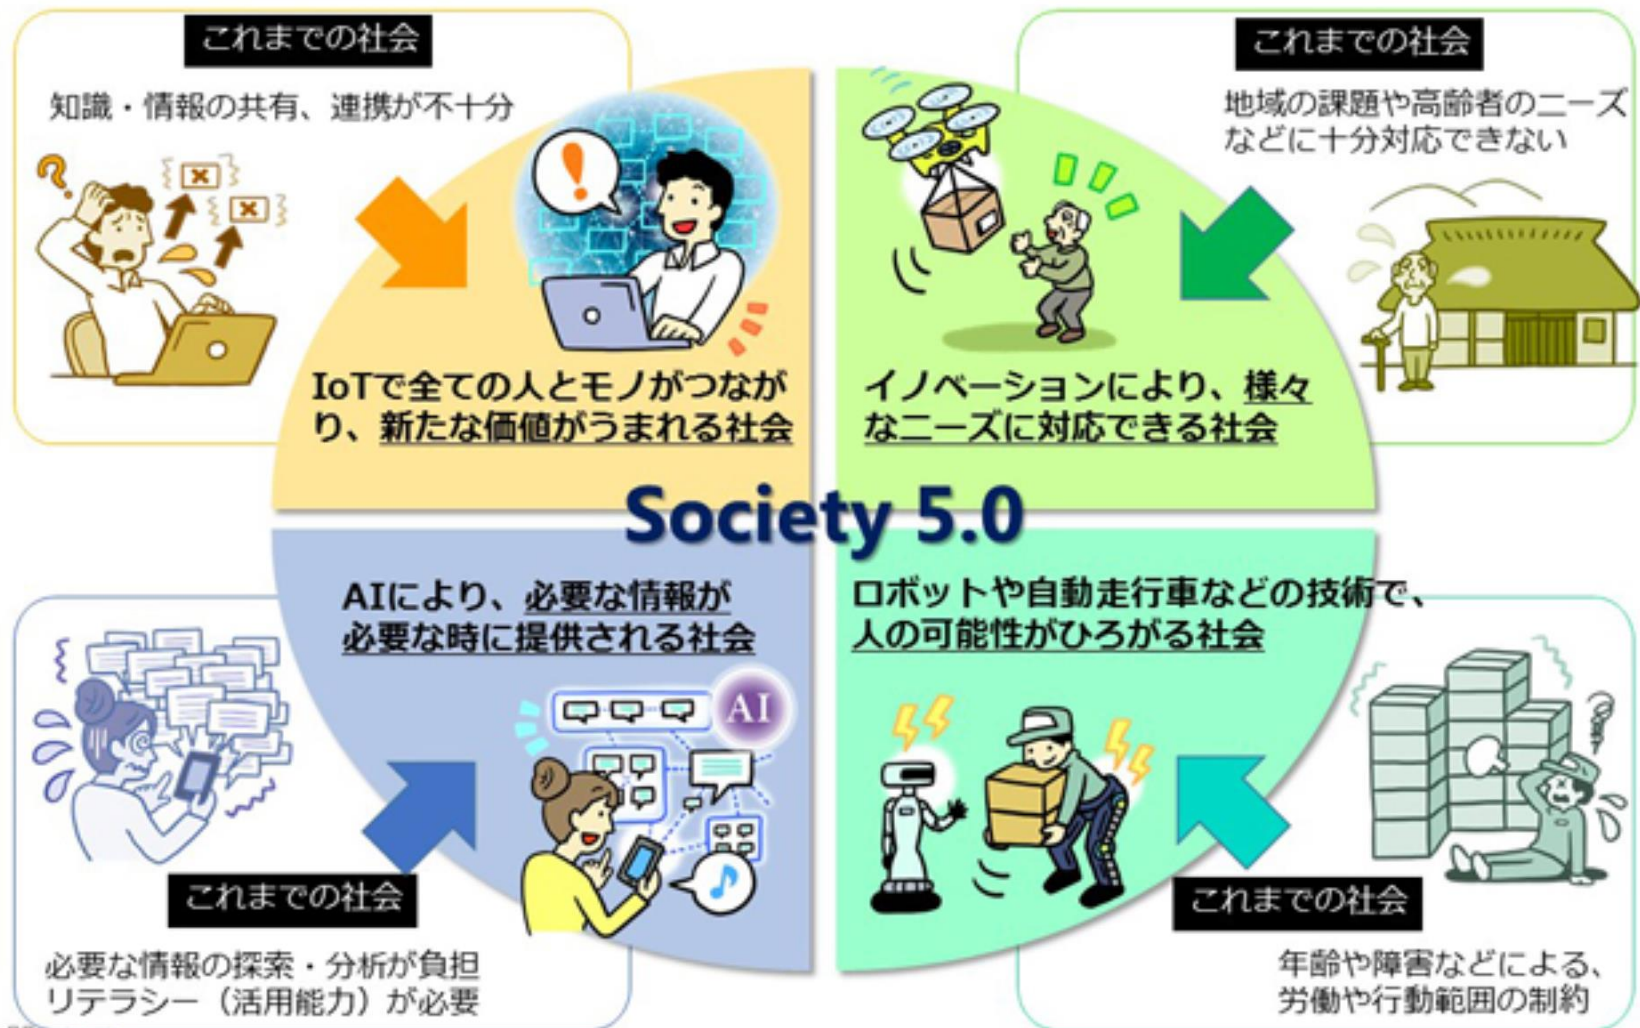 これまでの社会
知識・情報の共有、連携が不十分
IoTで全ての人とモノがつなが
り、新たな価値がうまれる社会
これまでの社会
地域の課題や高齢者のニーズ
などに十分対応できない
イノベーションにより、様々
なニーズに対応できる社会
Society 5.0
AIにより、必要な情報が
必要な時に提供される社会
AI
これまでの社会
必要な情報の探索・分析が負担
リテラシー（活用能力）が必要
ロボットや自動走行車などの技術で、
人の可能性がひろがる社会
これまでの社会
年齢や障害などによる、
労働や行動範囲の制約